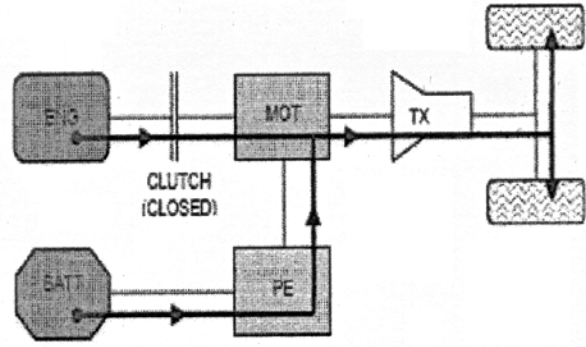 ENG
MOT
TX
CLUTCH
(CLOSED)
BATT
PE